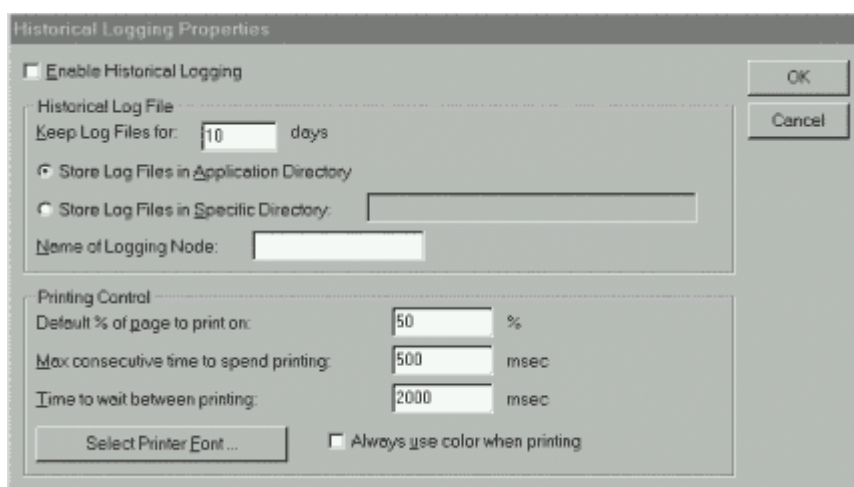 Historical Logging Properties
Enable Historical Logging
OK
Cancel
Historical Log File
Keep Log Files for: 10 days
Store Log Files in Application Directory
Store Log Files in Specific Directory:
Name of Logging Node:
Printing Control
Default % of page to print on: 50 %
Max consecutive time to spend printing: 500 msec
Time to wait between printing: 2000 msec
Select Printer Font ...
Always use color when printing